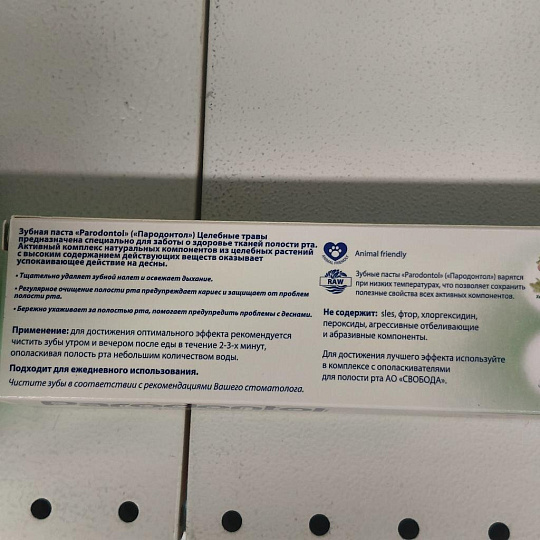 Зубная паста «Parodontol» («Пародонтол») Целебные травы
предназначена специально для заботы о здоровье тканей полости рта.
Активный комплекс натуральных компонентов из целебных растений
с высоким содержанием действующих веществ оказывает
успокаивающее действие на десны.
• Тщательно удаляет зубной налет и освежает дыхание.
• Регулярное очищение полости рта предупреждает кариес и защищает от проблем
полости рта.
• Бережно ухаживает за полостью рта, помогает предупредить проблемы с деснами.
Применение: для достижения оптимального эффекта рекомендуется
чистить зубы утром и вечером после еды в течение 2-3-х минут,
ополаскивая полость рта небольшим количеством воды.
Подходит для ежедневного использования.
Чистите зубы в соответствии с рекомендациями Вашего стоматолога.
Animal friendly
RAW
Зубные пасты «Parodontol» («Пародонтол») варятся
при низких температурах, что позволяет сохранить
полезные свойства всех активных компонентов.
Не содержит: sles, фтор, хлоргексидин,
пероксиды, агрессивные отбеливающие
и абразивные компоненты.
Для достижения лучшего эффекта используйте
в комплексе с ополаскивателями
для полости рта АО «СВОБОДА».
Parodontol